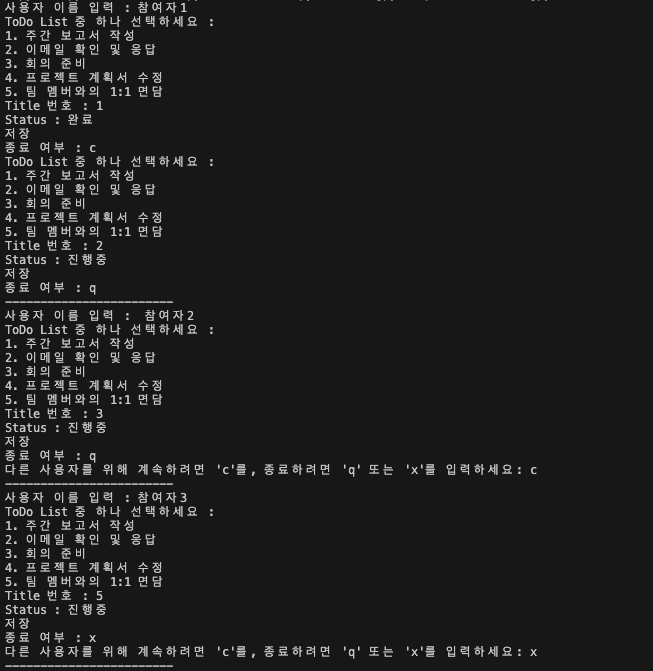 사용자 이름 입력 : 참여자1
ToDo List 중 하나 선택하세요 :
1. 주간 보고서 작성
2. 이메일 확인 및 응답
3. 회의 준비
4. 프로젝트 계획서 수정
5. 팀 멤버와의 1:1 면담
Title 번호 : 1
Status : 완료
저장
종료 여부 : c
ToDo List 중 하나 선택하세요 :
1. 주간 보고서 작성
2. 이메일 확인 및 응답
3. 회의 준비
4. 프로젝트 계획서 수정
5. 팀 멤버와의 1:1 면담
Title 번호 : 2
Status : 진행중
저장
종료 여부 : q
------------------------
사용자 이름 입력 :  참여자2
ToDo List 중 하나 선택하세요 :
1. 주간 보고서 작성
2. 이메일 확인 및 응답
3. 회의 준비
4. 프로젝트 계획서 수정
5. 팀 멤버와의 1:1 면담
Title 번호 : 3
Status : 진행중
저장
종료 여부 : q
다른 사용자를 위해 계속하려면 'c'를, 종료하려면 'q' 또는 'x'를 입력하세요: c
------------------------
사용자 이름 입력 : 참여자3
ToDo List 중 하나 선택하세요 :
1. 주간 보고서 작성
2. 이메일 확인 및 응답
3. 회의 준비
4. 프로젝트 계획서 수정
5. 팀 멤버와의 1:1 면담
Title 번호 : 5
Status : 진행중
저장
종료 여부 : x
다른 사용자를 위해 계속하려면 'c'를, 종료하려면 'q' 또는 'x'를 입력하세요: x
------------------------